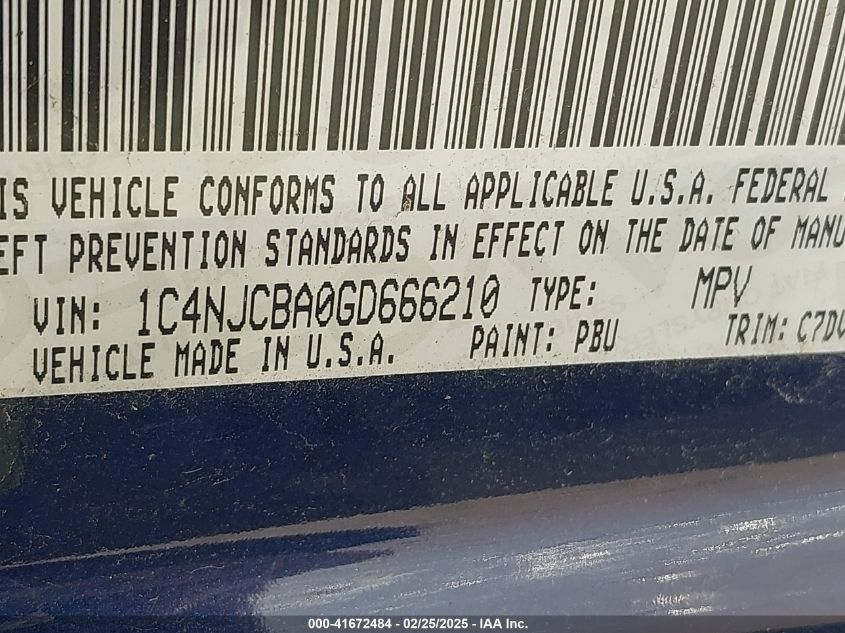 IS VEHICLE CONFORMS TO ALL APPLICABLE U.S.A. FEDERAL
EFT PREVENTION STANDARDS IN EFFECT ON THE DATE OF MANU
VIN: 1C4NJCBA0GD666210 TYPE: MPV
VEHICLE MADE IN U.S.A. PAINT: PBU TRIM: C7DV
000-41672484 - 02/25/2025 - IAA Inc.